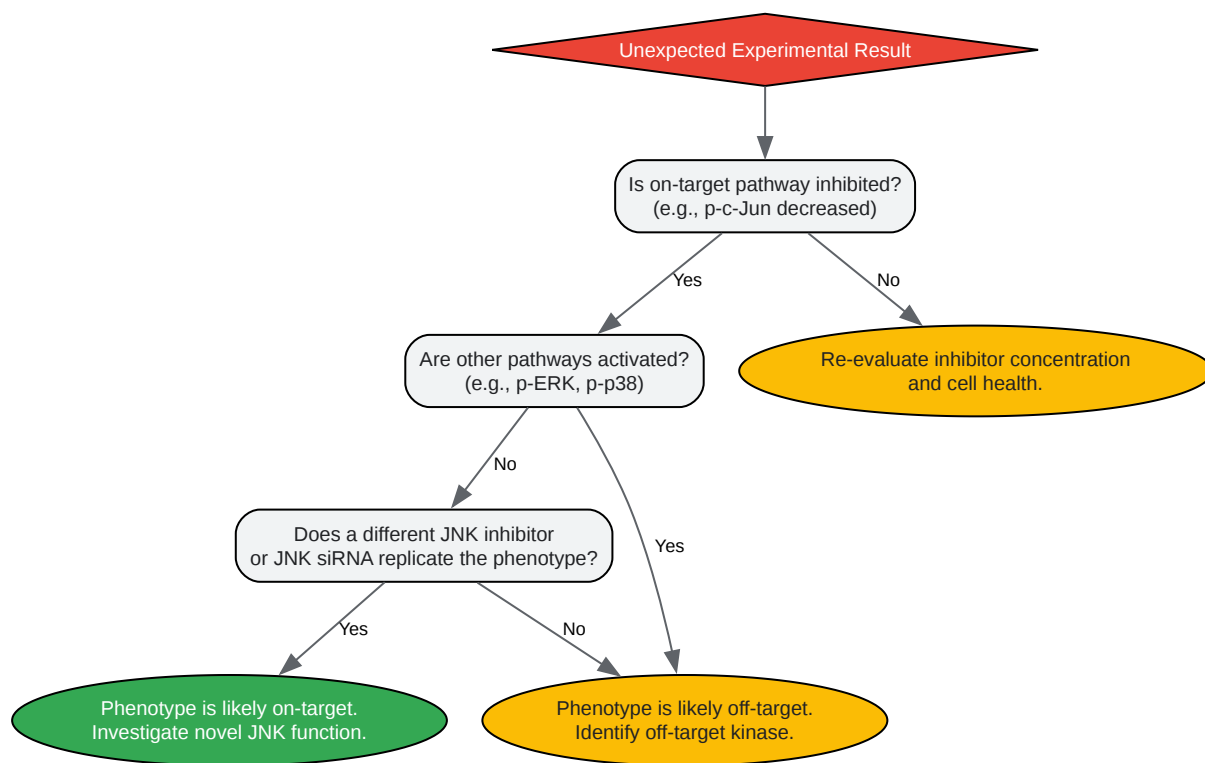 Unexpected Experimental Result
Is on-target pathway inhibited?
(e.g., p-c-Jun decreased)
Yes
No
Are other pathways activated?
(e.g., p-ERK, p-p38)
Re-evaluate inhibitor concentration
and cell health.
No
Does a different JNK inhibitor
or JNK siRNA replicate the phenotype?
Yes
Yes
No
Phenotype is likely on-target.
Investigate novel JNK function.
Phenotype is likely off-target.
Identify off-target kinase.